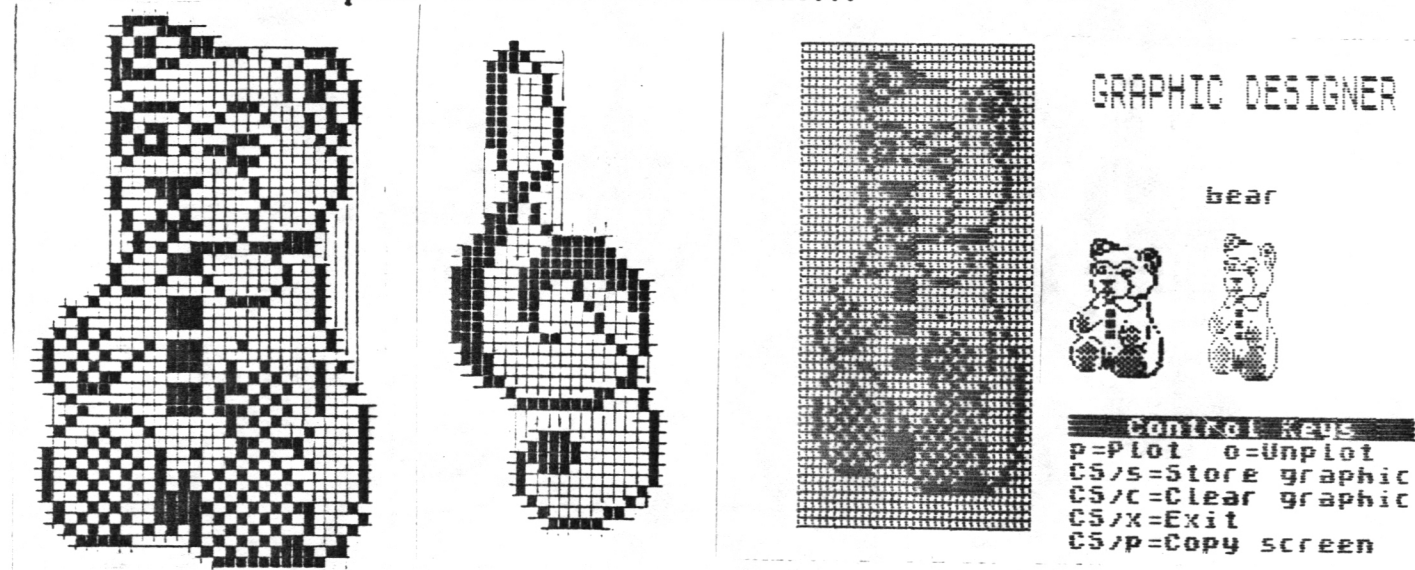 GRAPHIC DESIGNER
bear
Control Keys
p=Plot o=Unplot
CS/s=Store graphic
CS/c=Clear graphic
CS/x=Exit
CS/p=Copy screen